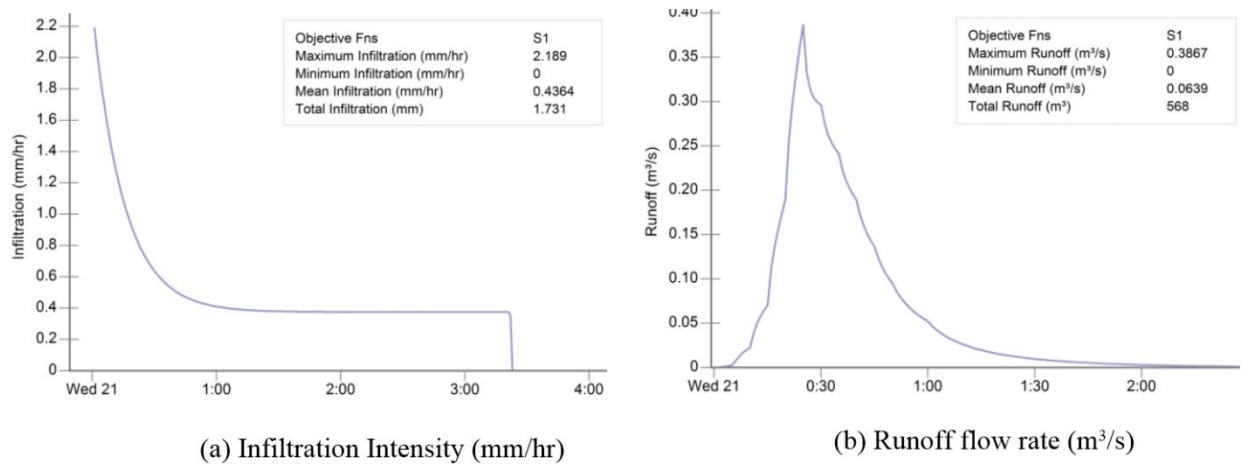 2.2
2.0
1.8
1.6
1.4
1.2
1.0
0.8
0.6
0.4
0.2
0
Infiltration (mm/hr)
Wed 21 1:00 2:00 3:00 4:00
Objective Fns S1
Maximum Infiltration (mm/hr) 2.189
Minimum Infiltration (mm/hr) 0
Mean Infiltration (mm/hr) 0.4364
Total Infiltration (mm) 1.731
(a) Infiltration Intensity (mm/hr)
0.40
0.35
0.30
0.25
0.20
0.15
0.10
0.05
0
Runoff (m³/s)
Wed 21 0:30 1:00 1:30 2:00
Objective Fns S1
Maximum Runoff (m³/s) 0.3867
Minimum Runoff (m³/s) 0
Mean Runoff (m³/s) 0.0639
Total Runoff (m³) 568
(b) Runoff flow rate (m³/s)